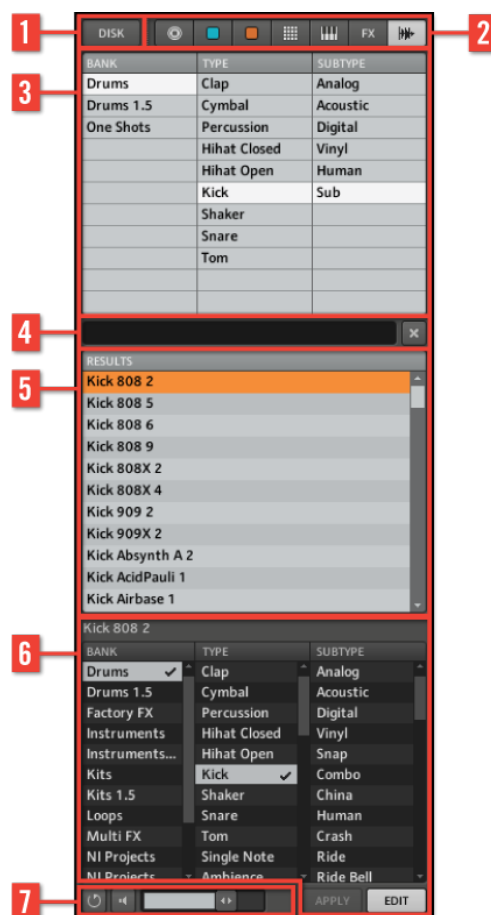 1 DISK FX 2
BANK TYPE SUBTYPE
3 Drums Clap Analog
Drums 1.5 Cymbal Acoustic
One Shots Percussion Digital
Hihat Closed Vinyl
Hihat Open Human
Kick Sub
Shaker
Snare
Tom
4
RESULTS
5 Kick 808 2
Kick 808 5
Kick 808 6
Kick 808 9
Kick 808X 2
Kick 808X 4
Kick 909 2
Kick 909X 2
Kick Absynth A 2
Kick AcidPauli 1
Kick Airbase 1
Kick 808 2
6 BANK TYPE SUBTYPE
Drums Clap Analog
Drums 1.5 Cymbal Acoustic
Factory FX Percussion Digital
Instruments Hihat Closed Vinyl
Instruments... Hihat Open Snap
Kits Kick Combo
Kits 1.5 Shaker China
Loops Snare Human
Multi FX Tom Crash
NI Projects Single Note Ride
NI Projects Ambience Ride Bell
7 APPLY EDIT